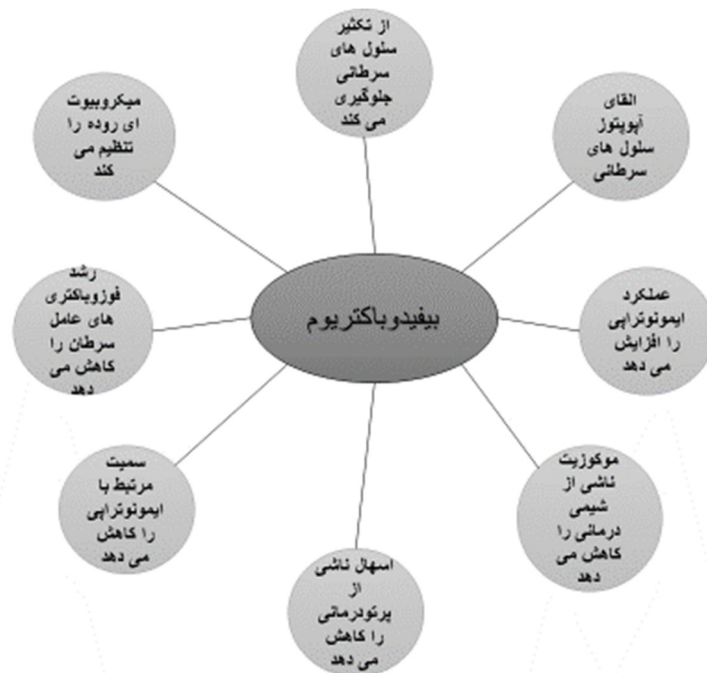 از تکثیر
سلول های
سرطانی
جلوگیری
می کند
القای
آپوپتوز
سلول های
سرطانی
عملکرد
ایمونوتراپی
را افزایش
می دهد
موکوزیت
ناشی از
شیمی
درمانی را
کاهش می
دهد
اسهال ناشی
از
پرتودرمانی
را کاهش
می دهد
سمیت
مرتبط با
ایمونوتراپی
را کاهش
می دهد
رشد
فوزوباکتری
های عامل
سرطان را
کاهش می
دهد
میکروبیوت
ای روده را
تنظیم می
کند
بیفیدوباکتریوم